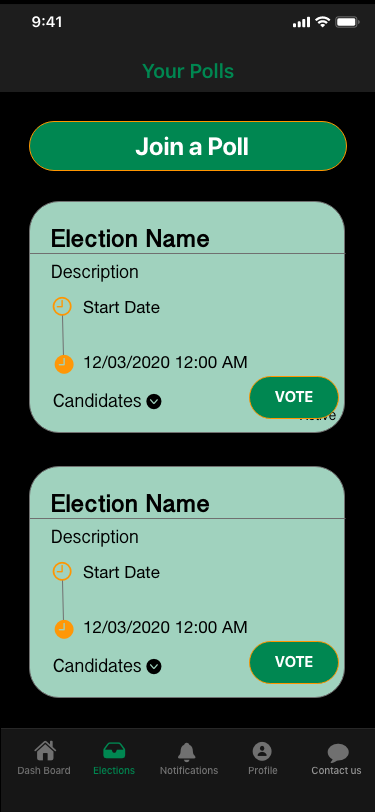 9:41
Your Polls
Join a Poll
Election Name
Description
Start Date
12/03/2020 12:00 AM
Candidates
VOTE
Active
Election Name
Description
Start Date
12/03/2020 12:00 AM
Candidates
VOTE
Dash Board
Elections
Notifications
Profile
Contact us